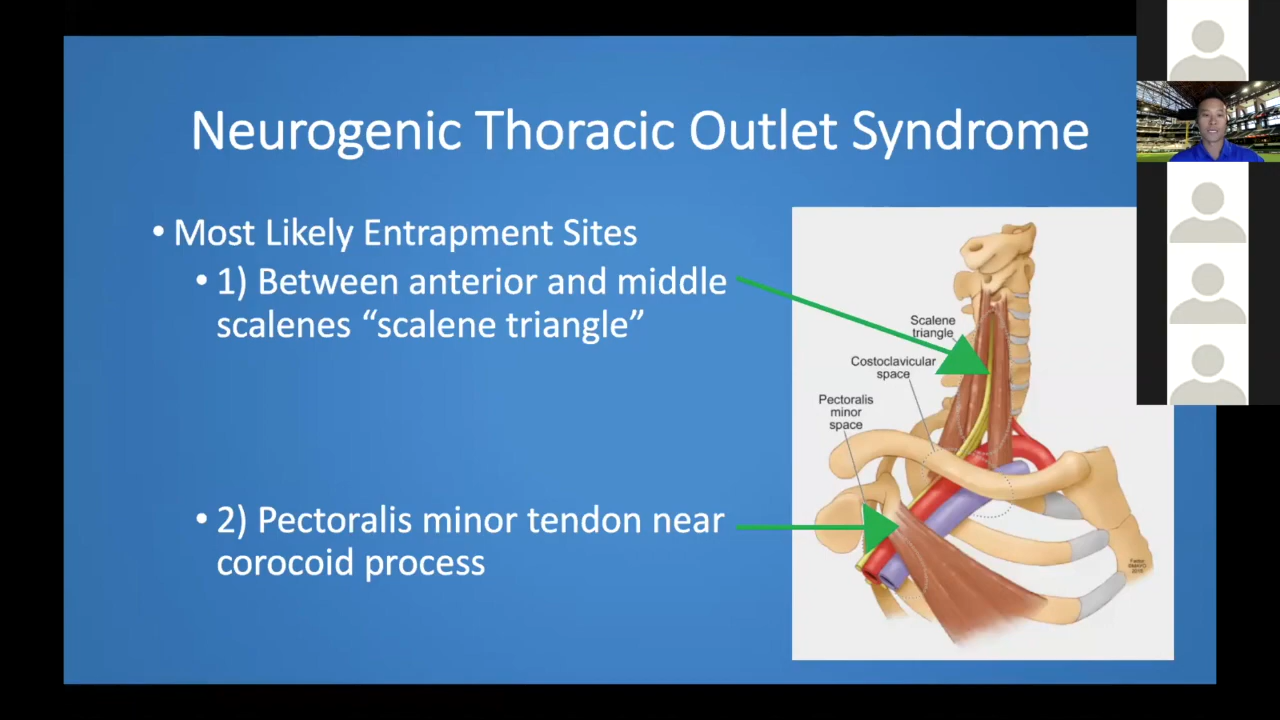 Neurogenic Thoracic Outlet Syndrome
• Most Likely Entrapment Sites
• 1) Between anterior and middle
scalenes “scalene triangle”
• 2) Pectoralis minor tendon near
corocoid process
Scalene
triangle
Costoclavicular
space
Pectoralis
minor
space